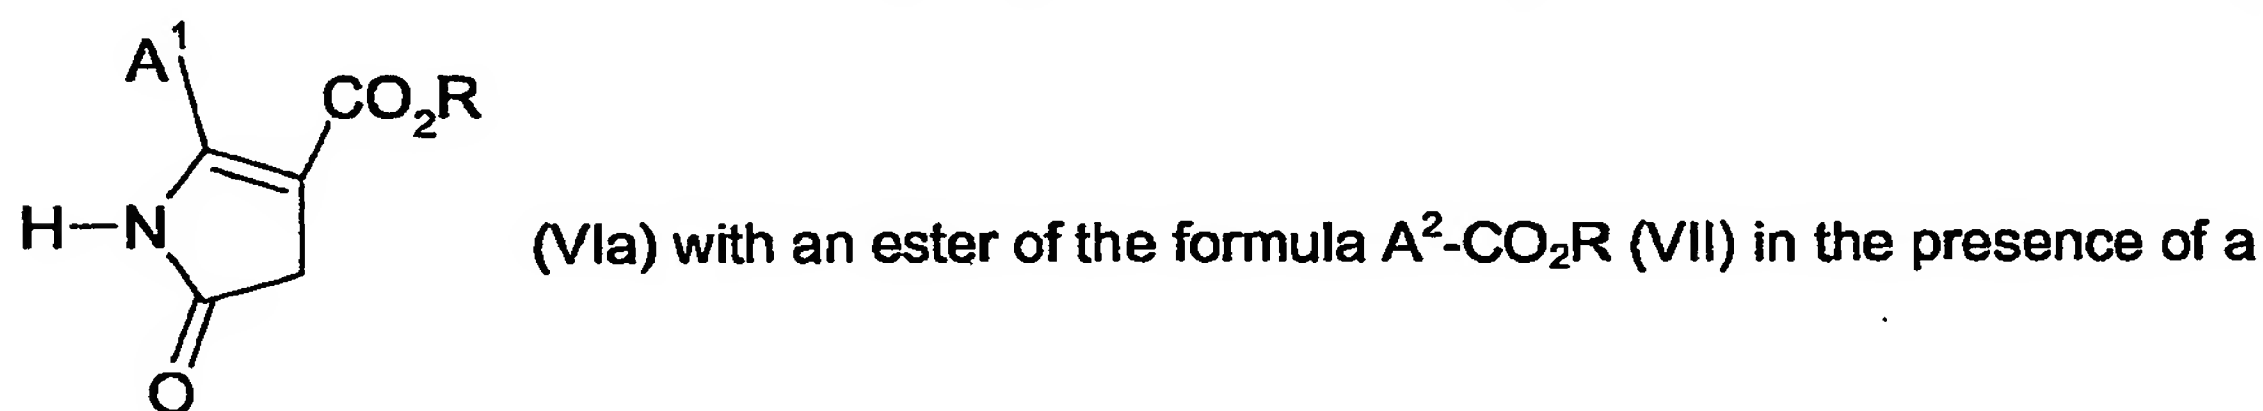 A¹
CO₂R
H-N
O
(VIa) with an ester of the formula A²-CO₂R (VII) in the presence of a